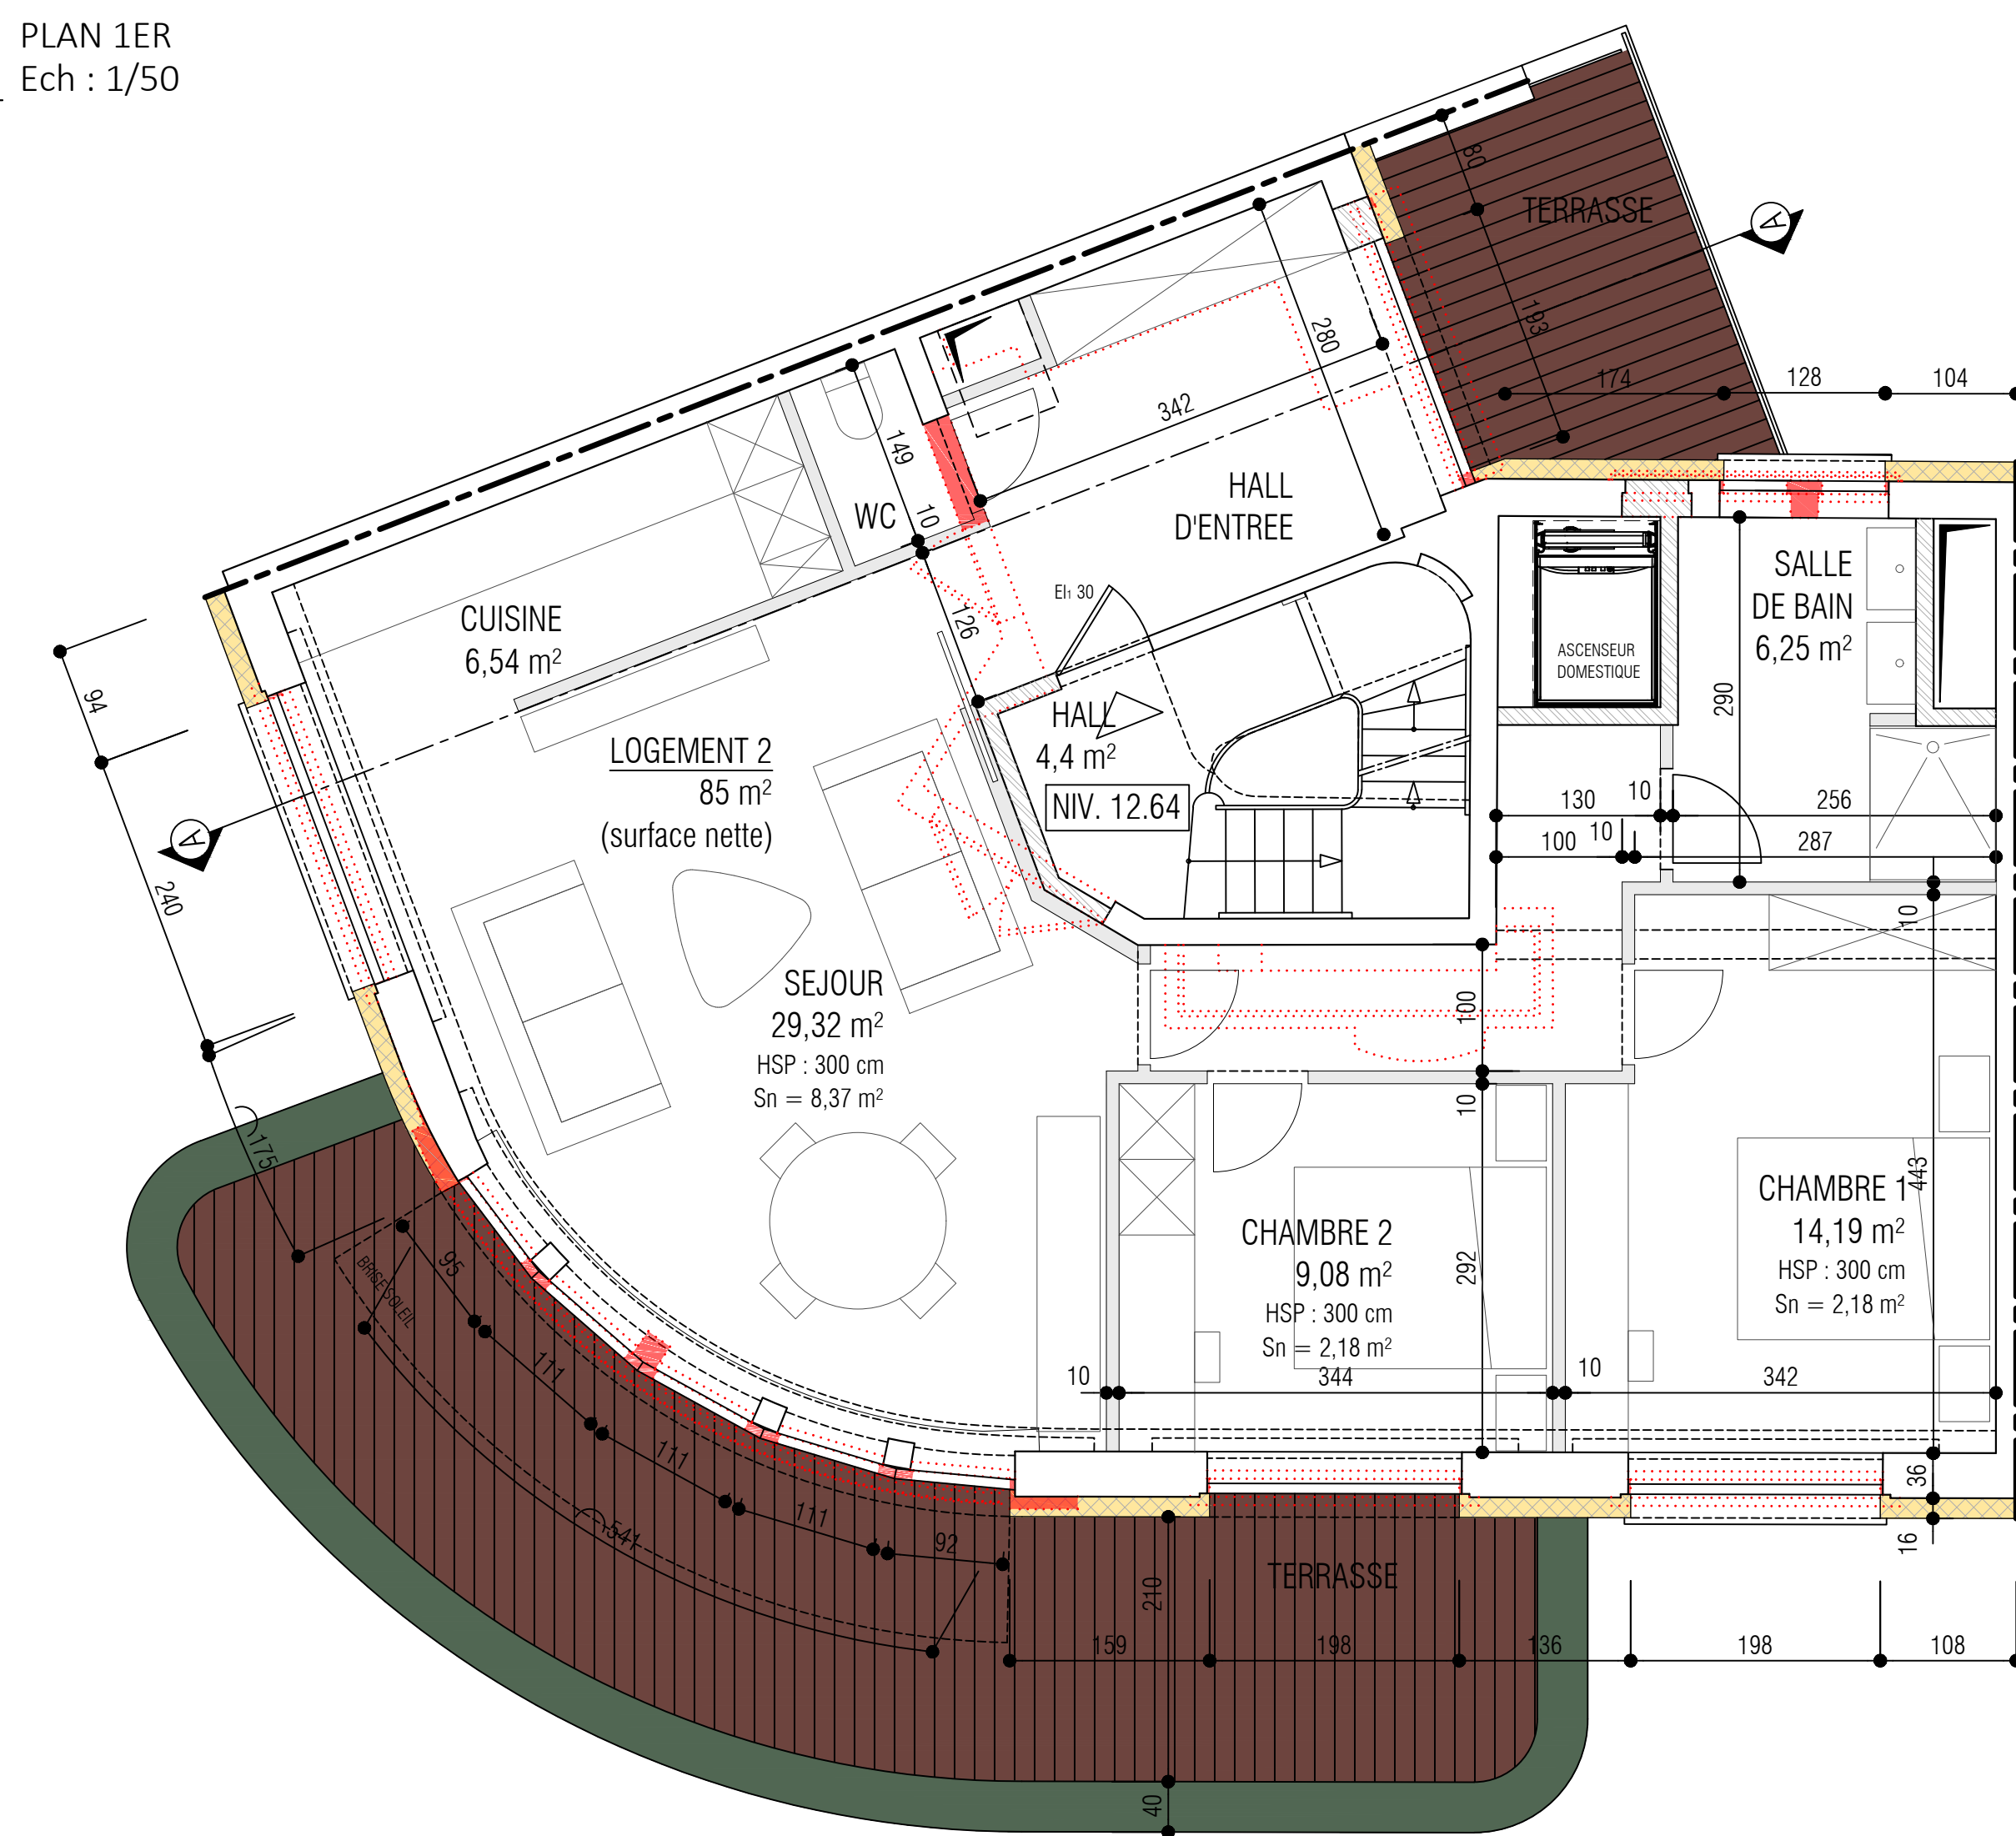 PLAN 1ER
Ech : 1/50
80
TERRASSE
A
193
280
174
128
104
342
149
WC
10
HALL
D'ENTREE
126
EI1 30
CUISINE
6,54 m²
SALLE
DE BAIN
6,25 m²
ASCENSEUR
DOMESTIQUE
290
94
LOGEMENT 2
85 m²
(surface nette)
HALL
4,4 m²
NIV. 12.64
A
240
130
10
256
100
10
287
10
SEJOUR
29,32 m²
HSP : 300 cm
Sn = 8,37 m²
100
10
175
443
CHAMBRE 1
14,19 m²
HSP : 300 cm
Sn = 2,18 m²
CHAMBRE 2
9,08 m²
HSP : 300 cm
Sn = 2,18 m²
292
BRISE SOLEIL
95
111
111
111
92
541
10
344
10
342
36
16
TERRASSE
210
159
198
136
198
108
40